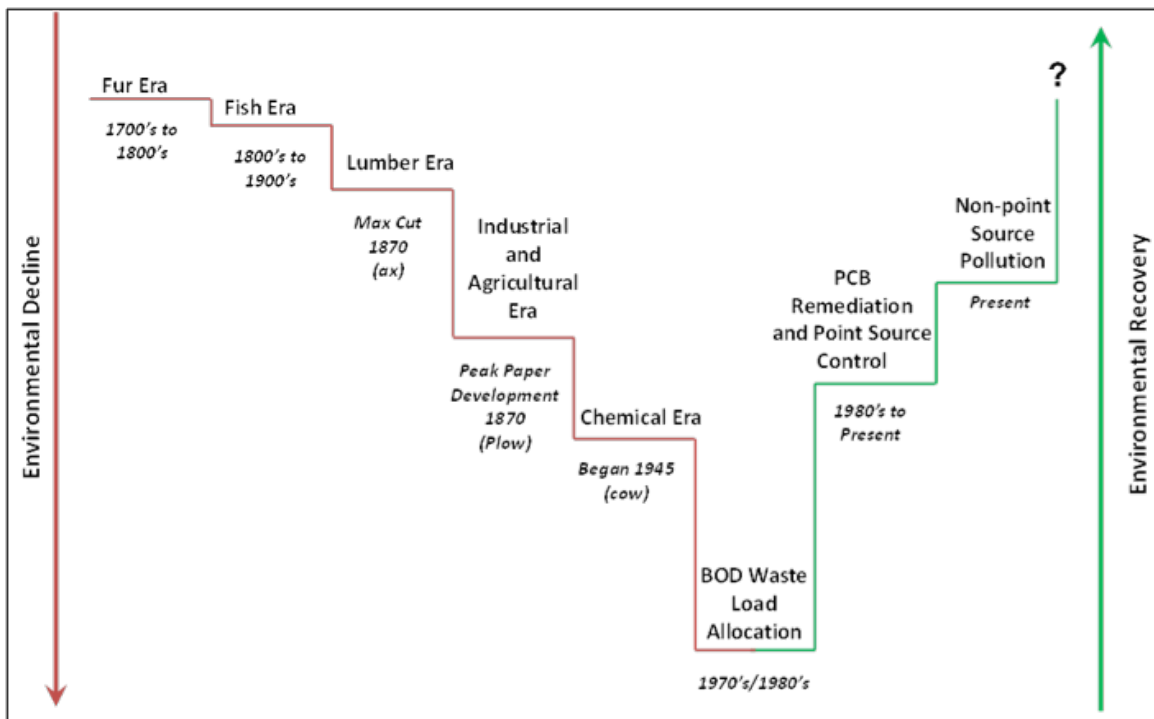 Environmental Decline
Fur Era
1700's to
1800's
Fish Era
1800's to
1900's
Lumber Era
Max Cut
1870
(ax)
Industrial
and
Agricultural
Era
Peak Paper
Development
1870
(Plow)
Chemical Era
Began 1945
(cow)
BOD Waste
Load
Allocation
1970's/1980's
PCB
Remediation
and Point Source
Control
1980's to
Present
Non-point
Source
Pollution
Present
?
Environmental Recovery